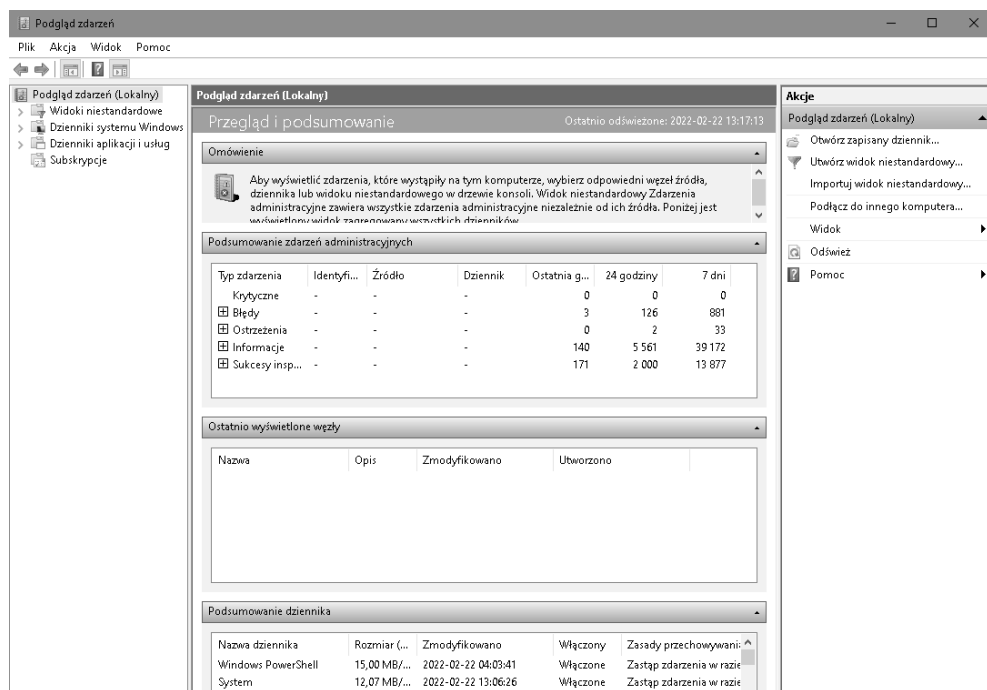 Podgląd zdarzeń
Plik Akcja Widok Pomoc
Podgląd zdarzeń (Lokalny)
Widoki niestandardowe
Dzienniki systemu Windows
Dzienniki aplikacji i usług
Subskrypcje
Podgląd zdarzeń (Lokalny)
Przegląd i podsumowanie Ostatnio odświeżone: 2022-02-22 13:17:13
Omówienie
Aby wyświetlić zdarzenia, które wystąpiły na tym komputerze, wybierz odpowiedni węzeł źródła,
dziennika lub widoku niestandardowego w drzewie konsoli. Widok niestandardowy Zdarzenia
administracyjne zawiera wszystkie zdarzenia administracyjne niezależnie od ich źródła. Poniżej jest
wyświetlony widok zagregowany wszystkich dzienników
Podsumowanie zdarzeń administracyjnych
Typ zdarzenia Identyfi... Źródło Dziennik Ostatnia g... 24 godziny 7 dni
Krytyczne - - - 0 0 0
Błędy - - - 3 126 881
Ostrzeżenia - - - 0 2 33
Informacje - - - 140 5 561 39 172
Sukcesy insp... - - - 171 2 000 13 877
Ostatnio wyświetlone węzły
Nazwa Opis Zmodyfikowano Utworzono
Podsumowanie dziennika
Nazwa dziennika Rozmiar (... Zmodyfikowano Włączony Zasady przechowywani
Windows PowerShell 15,00 MB/... 2022-02-22 04:03:41 Włączone Zastąp zdarzenia w razie
System 12,07 MB/... 2022-02-22 13:06:26 Włączone Zastąp zdarzenia w razie
Akcje
Podgląd zdarzeń (Lokalny)
Otwórz zapisany dziennik...
Utwórz widok niestandardowy...
Importuj widok niestandardowy...
Podłącz do innego komputera...
Widok
Odśwież
Pomoc